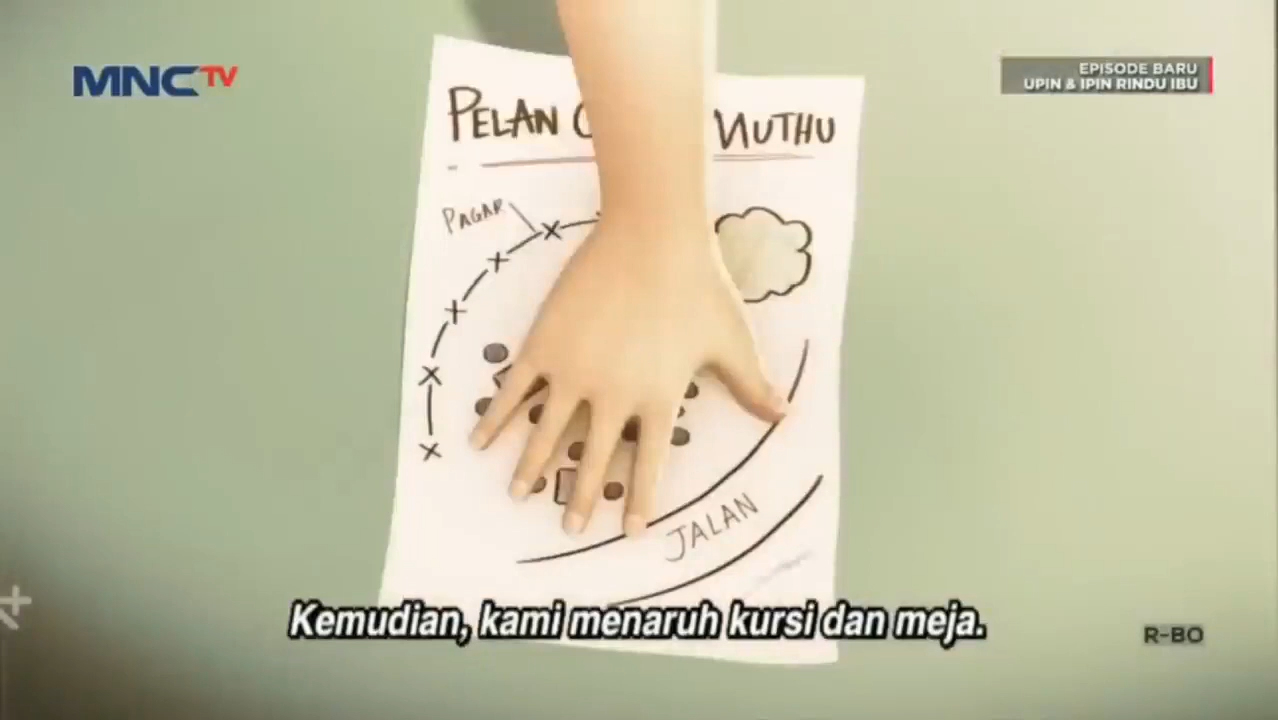 MNCTV
EPISODE BARU
UPIN & IPIN RINDU IBU
PELAN MUTHU
PAGAR
JALAN
Kemudian, kami menaruh kursi dan meja.
R-BO